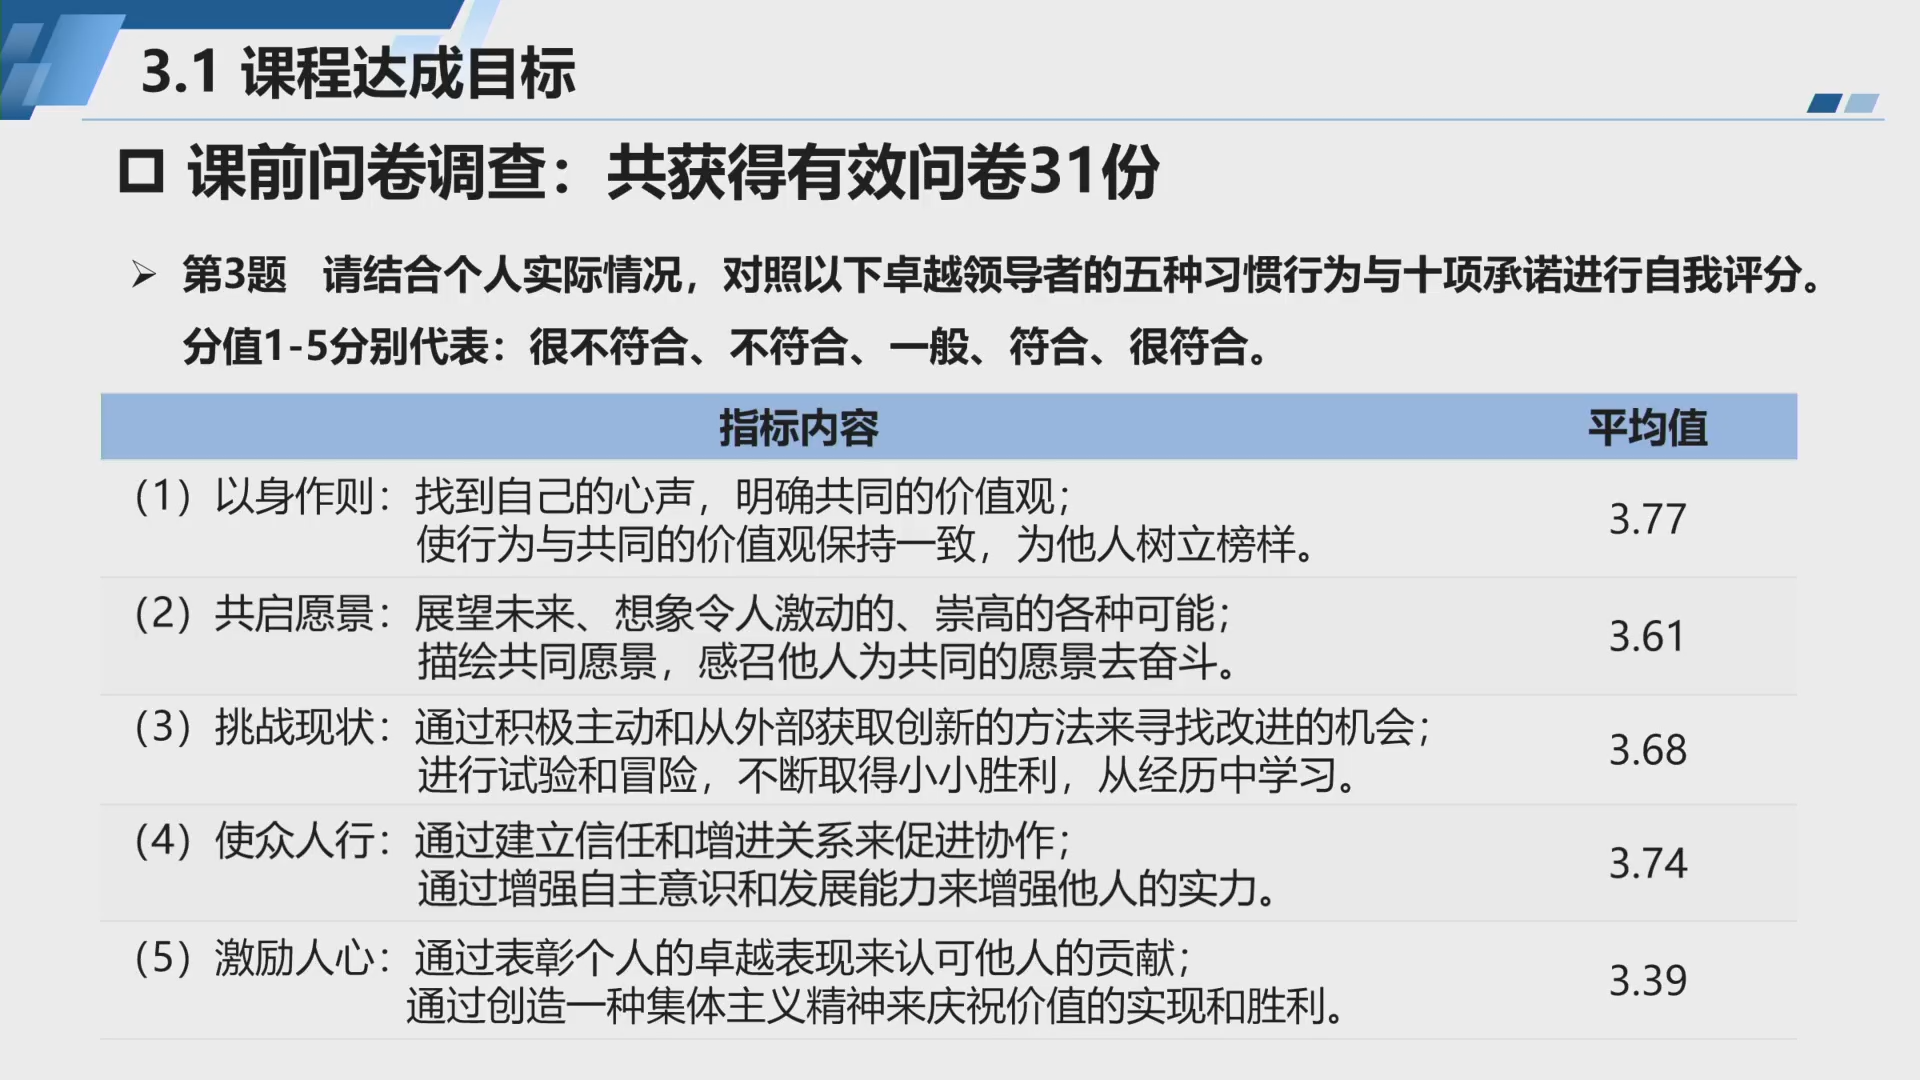 3.1 课程达成目标
课前问卷调查：共获得有效问卷31份
第3题 请结合个人实际情况，对照以下卓越领导者的五种习惯行为与十项承诺进行自我评分。
分值1-5分别代表：很不符合、不符合、一般、符合、很符合。
指标内容 平均值
（1）以身作则：找到自己的心声，明确共同的价值观；
使行为与共同的价值观保持一致，为他人树立榜样。
3.77
（2）共启愿景：展望未来、想象令人激动的、崇高的各种可能；
描绘共同愿景，感召他人为共同的愿景去奋斗。
3.61
（3）挑战现状：通过积极主动和从外部获取创新的方法来寻找改进的机会；
进行试验和冒险，不断取得小小胜利，从经历中学习。
3.68
（4）使众人行：通过建立信任和增进关系来促进协作；
通过增强自主意识和发展能力来增强他人的实力。
3.74
（5）激励人心：通过表彰个人的卓越表现来认可他人的贡献；
通过创造一种集体主义精神来庆祝价值的实现和胜利。
3.39